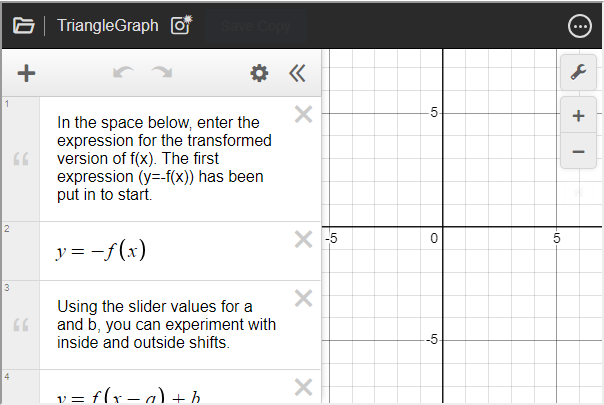 TriangleGraph
Save Copy
1
In the space below, enter the
expression for the transformed
version of f(x). The first
expression (y=-f(x)) has been
put in to start.
2
y = −f(x)
3
Using the slider values for a
and b, you can experiment with
inside and outside shifts.
4
y = f(x − a) + b
5
-5
0
5
-5